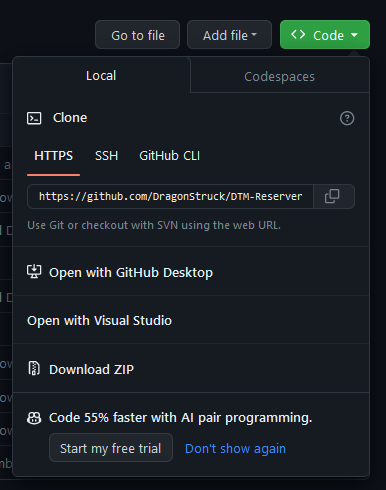 Go to file
Add file
Code
Local
Codespaces
Clone
HTTPS
SSH
GitHub CLI
https://github.com/DragonStruck/DTM-Reserver
Use Git or checkout with SVN using the web URL.
Open with GitHub Desktop
Open with Visual Studio
Download ZIP
Code 55% faster with AI pair programming.
Start my free trial
Don't show again